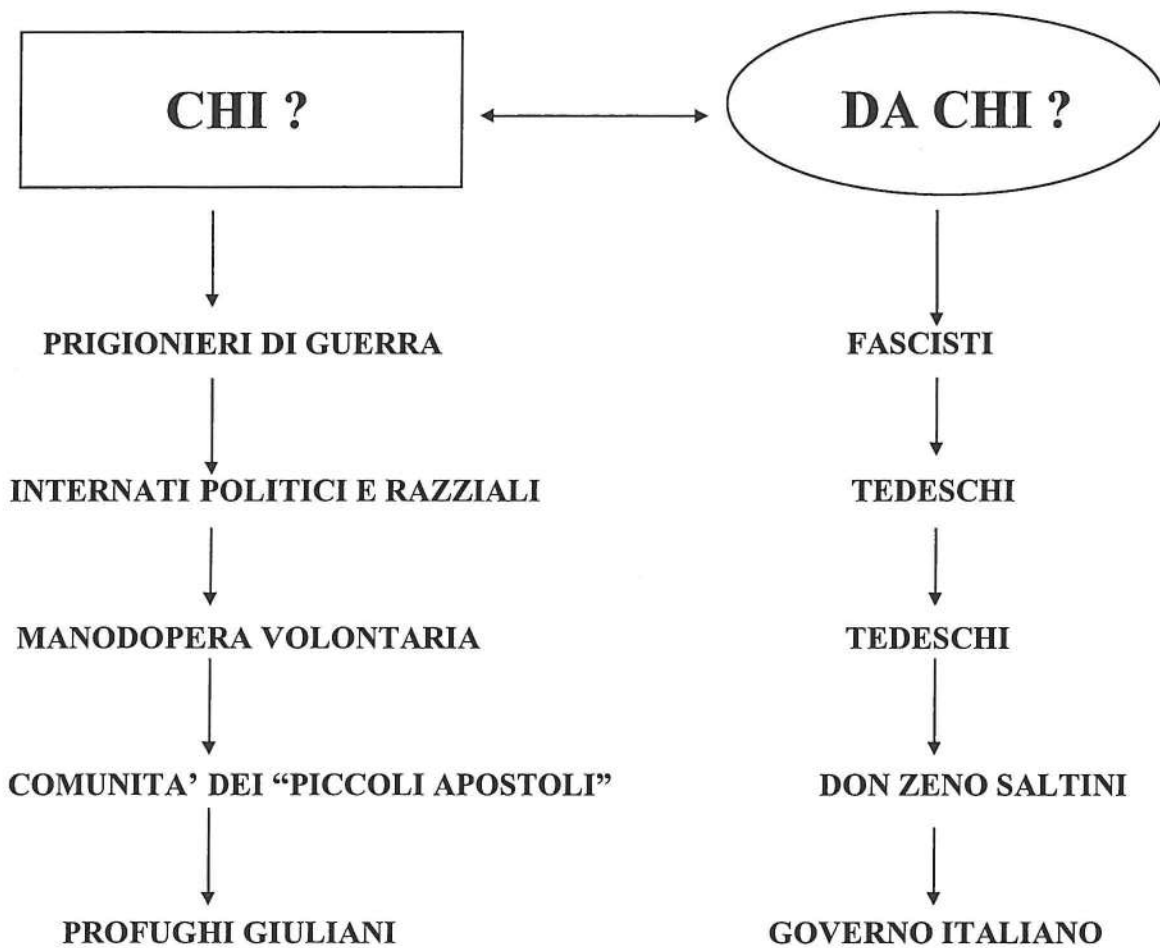 CHI ?
DA CHI ?
PRIGIONIERI DI GUERRA
FASCISTI
INTERNATI POLITICI E RAZZIALI
TEDESCHI
MANODOPERA VOLONTARIA
TEDESCHI
COMUNITA’ DEI “PICCOLI APOSTOLI”
DON ZENO SALTINI
PROFUGHI GIULIANI
GOVERNO ITALIANO